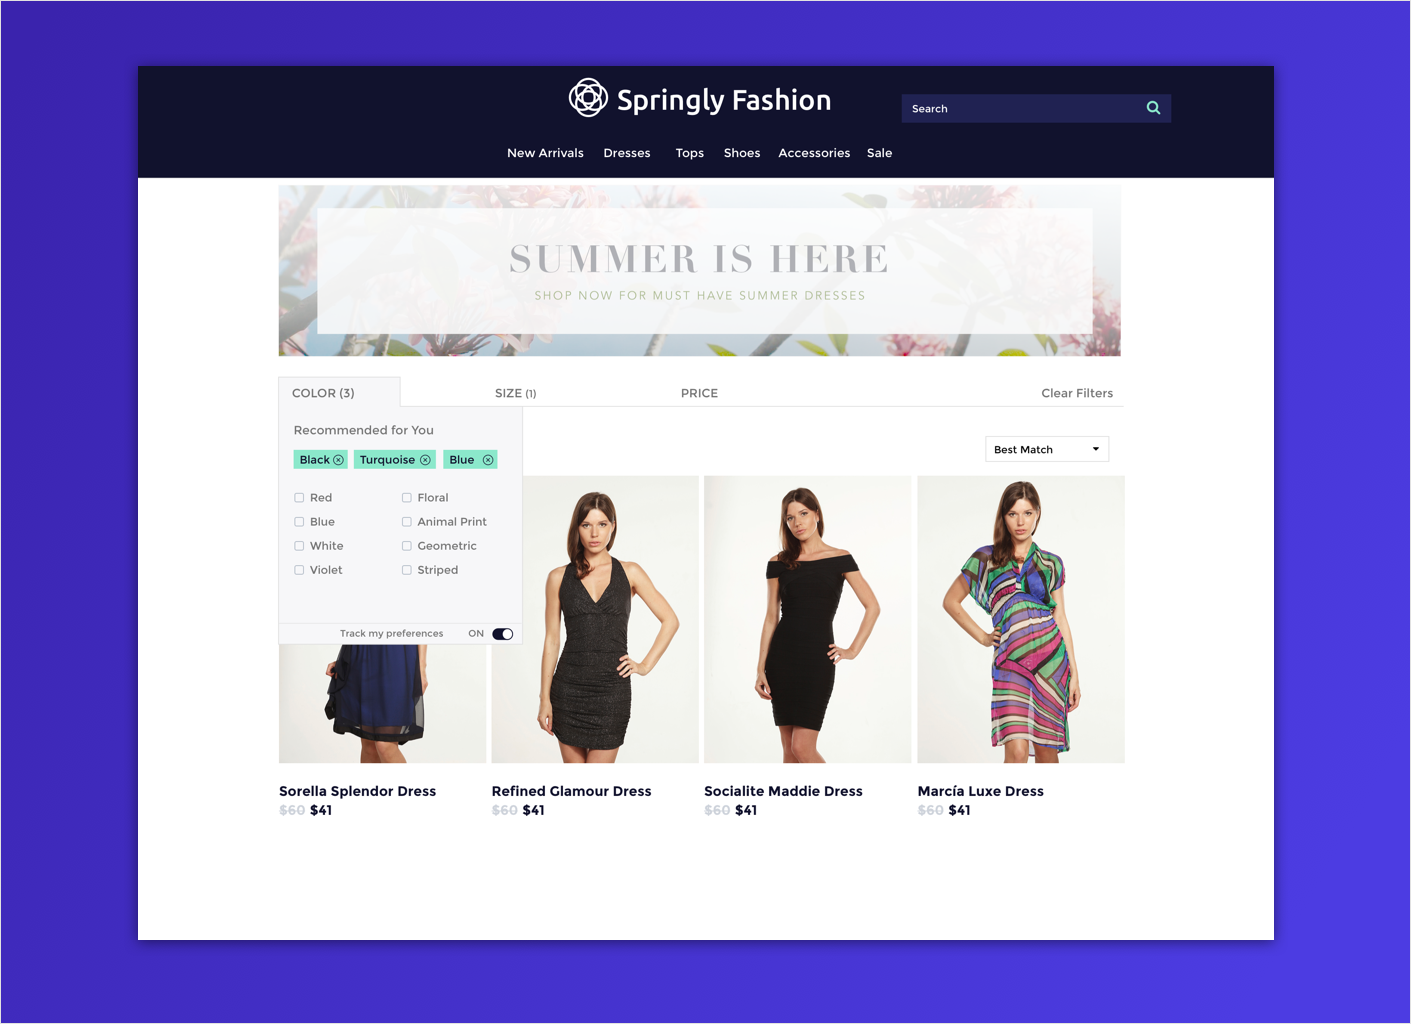 Springly Fashion
Search
New Arrivals Dresses Tops Shoes Accessories Sale
SUMMER IS HERE
SHOP NOW FOR MUST HAVE SUMMER DRESSES
COLOR (3) SIZE (1) PRICE Clear Filters
Recommended for You
Best Match
Black Turquoise Blue
Red Floral
Blue Animal Print
White Geometric
Violet Striped
Track my preferences ON
Sorella Splendor Dress
$60 $41
Refined Glamour Dress
$60 $41
Socialite Maddie Dress
$60 $41
Marcía Luxe Dress
$60 $41